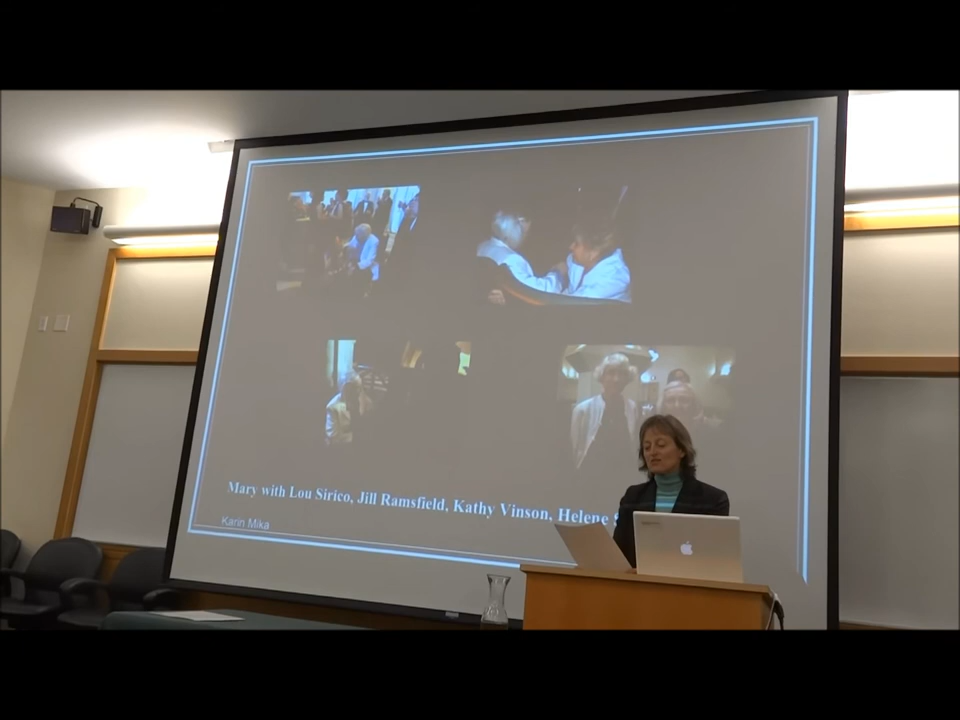 Mary with Lou Sirico, Jill Ramsfield, Kathy Vinson, Helene
Karin Mika